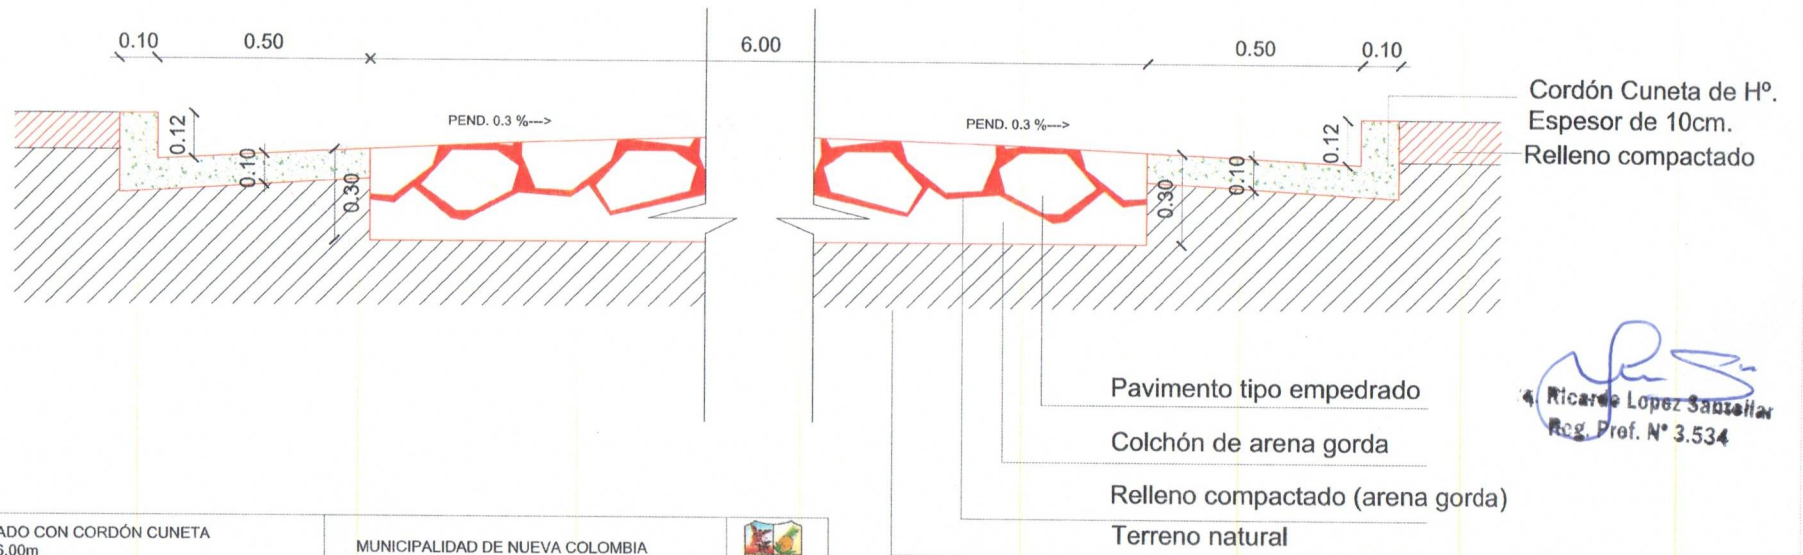 0.10 0.50 6.00 0.50 0.10
Cordón Cuneta de Hº.
Espesor de 10cm.
Relleno compactado
PEND. 0.3 %--->
PEND. 0.3 %--->
0.12
0.10
0.30
0.30
0.10
0.12
Pavimento tipo empedrado
Colchón de arena gorda
Relleno compactado (arena gorda)
Terreno natural
Ricardo Lopez
Reg. Prof. N° 3.534
ADO CON CORDÓN CUNETA
6.00m
MUNICIPALIDAD DE NUEVA COLOMBIA